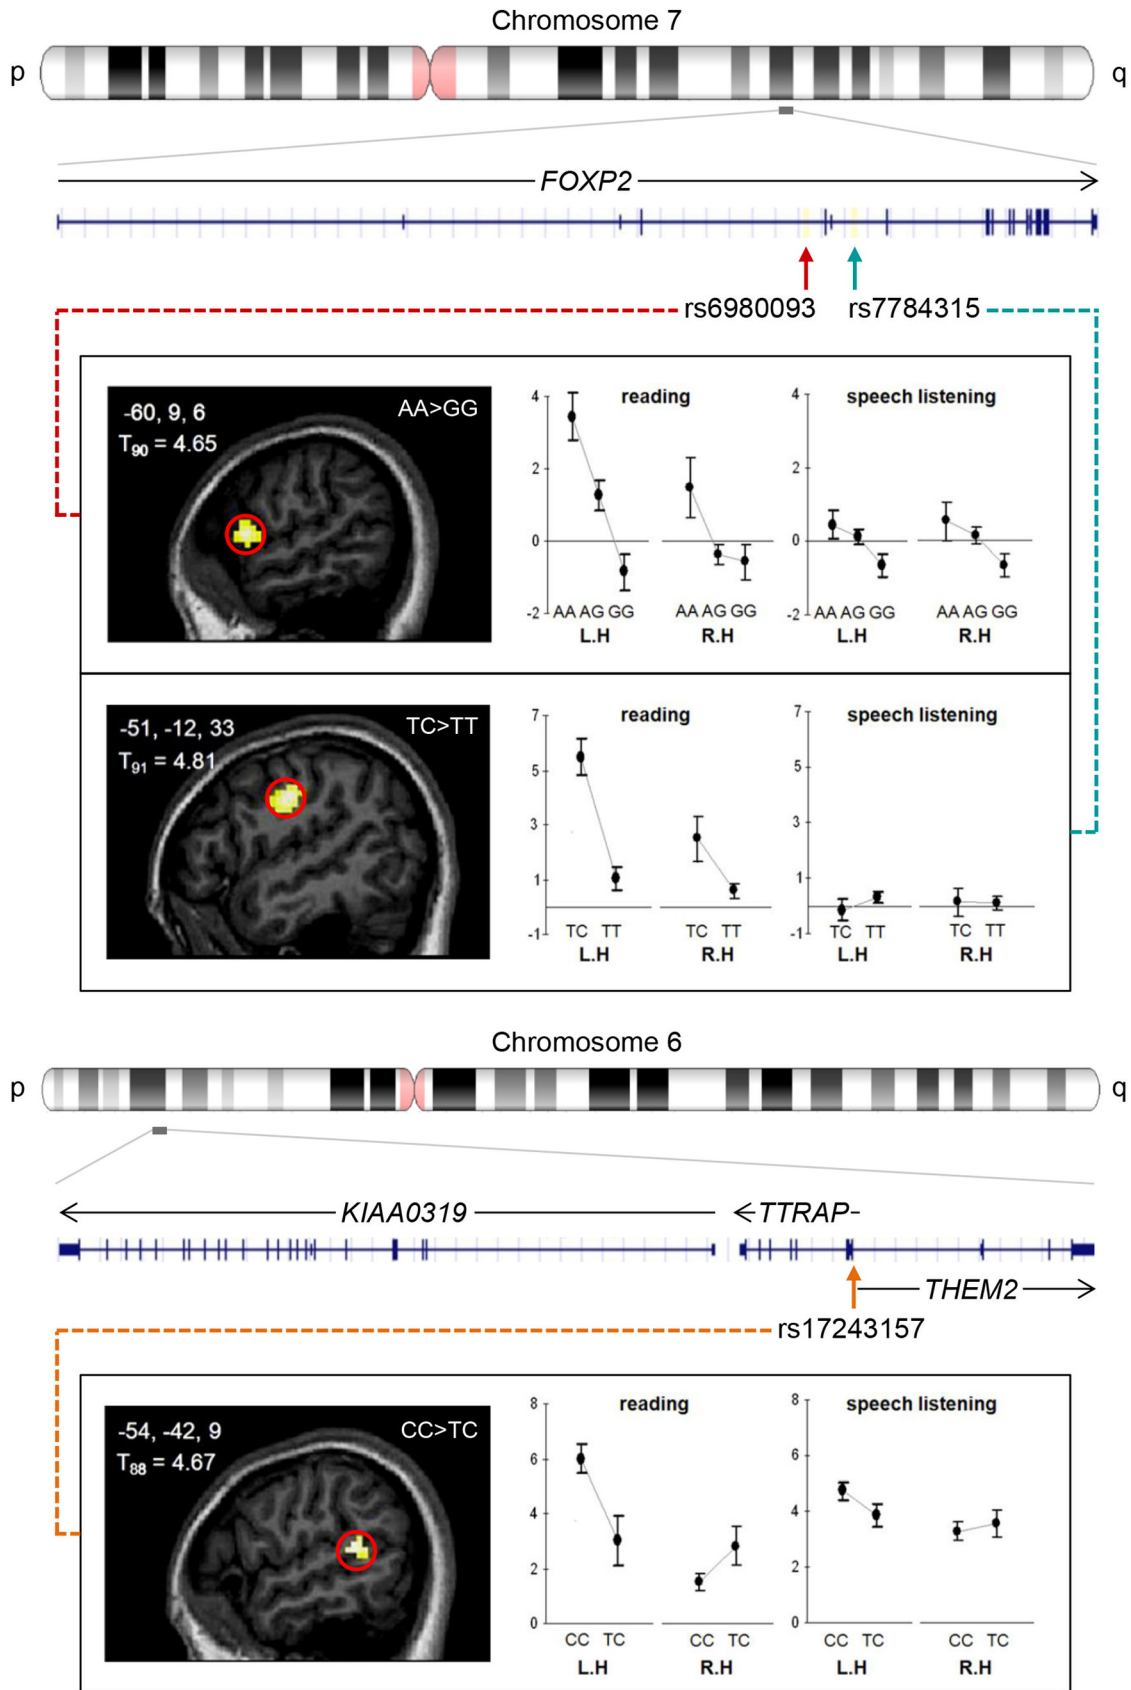 Chromosome 7
p q
FOXP2
rs6980093 rs7784315
-60, 9, 6 AA>GG
T90 = 4.65
reading speech listening
4 4
2 2
0 0
-2 -2
AA AG GG AA AG GG AA AG GG AA AG GG
L.H R.H L.H R.H
-51, -12, 33 TC>TT
T91 = 4.81
reading speech listening
7 7
5 5
3 3
1 1
-1 -1
TC TT TC TT TC TT TC TT
L.H R.H L.H R.H
Chromosome 6
p q
KIAA0319 TTRAP
THEM2
rs17243157
-54, -42, 9 CC>TC
T88 = 4.67
reading speech listening
8 8
6 6
4 4
2 2
0 0
CC TC CC TC CC TC CC TC
L.H R.H L.H R.H